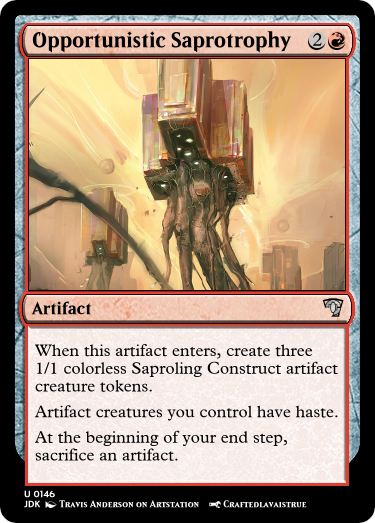 Opportunistic Saprotrophy 2
Artifact
When this artifact enters, create three
1/1 colorless Saproling Construct artifact
creature tokens.
Artifact creatures you control have haste.
At the beginning of your end step,
sacrifice an artifact.
U 0146
JDK Travis Anderson on Artstation Craftedlavaistrue